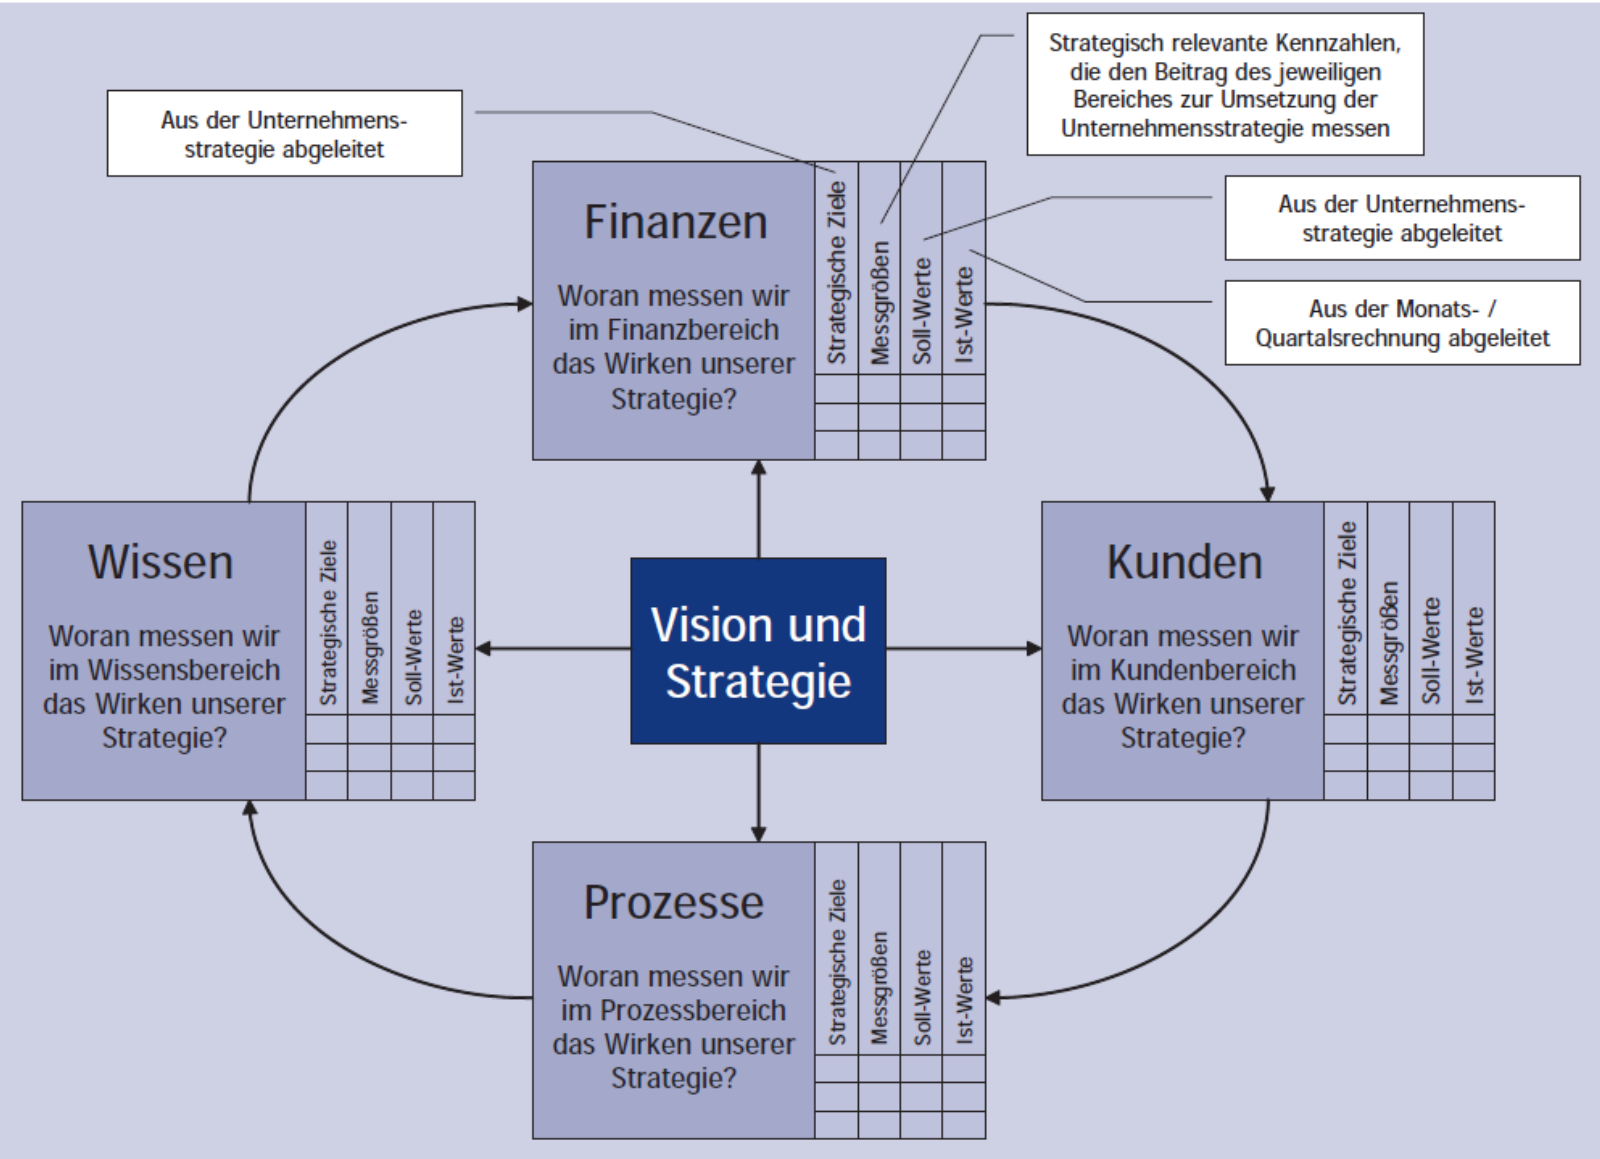 Strategisch relevante Kennzahlen,
die den Beitrag des jeweiligen
Bereiches zur Umsetzung der
Unternehmensstrategie messen
Aus der Unternehmens-
strategie abgeleitet
Aus der Unternehmens-
strategie abgeleitet
Aus der Monats- /
Quartalsrechnung abgeleitet
Finanzen
Woran messen wir
im Finanzbereich
das Wirken unserer
Strategie?
Strategische Ziele
Messgrößen
Soll-Werte
Ist-Werte
Wissen
Woran messen wir
im Wissensbereich
das Wirken unserer
Strategie?
Strategische Ziele
Messgrößen
Soll-Werte
Ist-Werte
Vision und
Strategie
Kunden
Woran messen wir
im Kundenbereich
das Wirken unserer
Strategie?
Strategische Ziele
Messgrößen
Soll-Werte
Ist-Werte
Prozesse
Woran messen wir
im Prozessbereich
das Wirken unserer
Strategie?
Strategische Ziele
Messgrößen
Soll-Werte
Ist-Werte